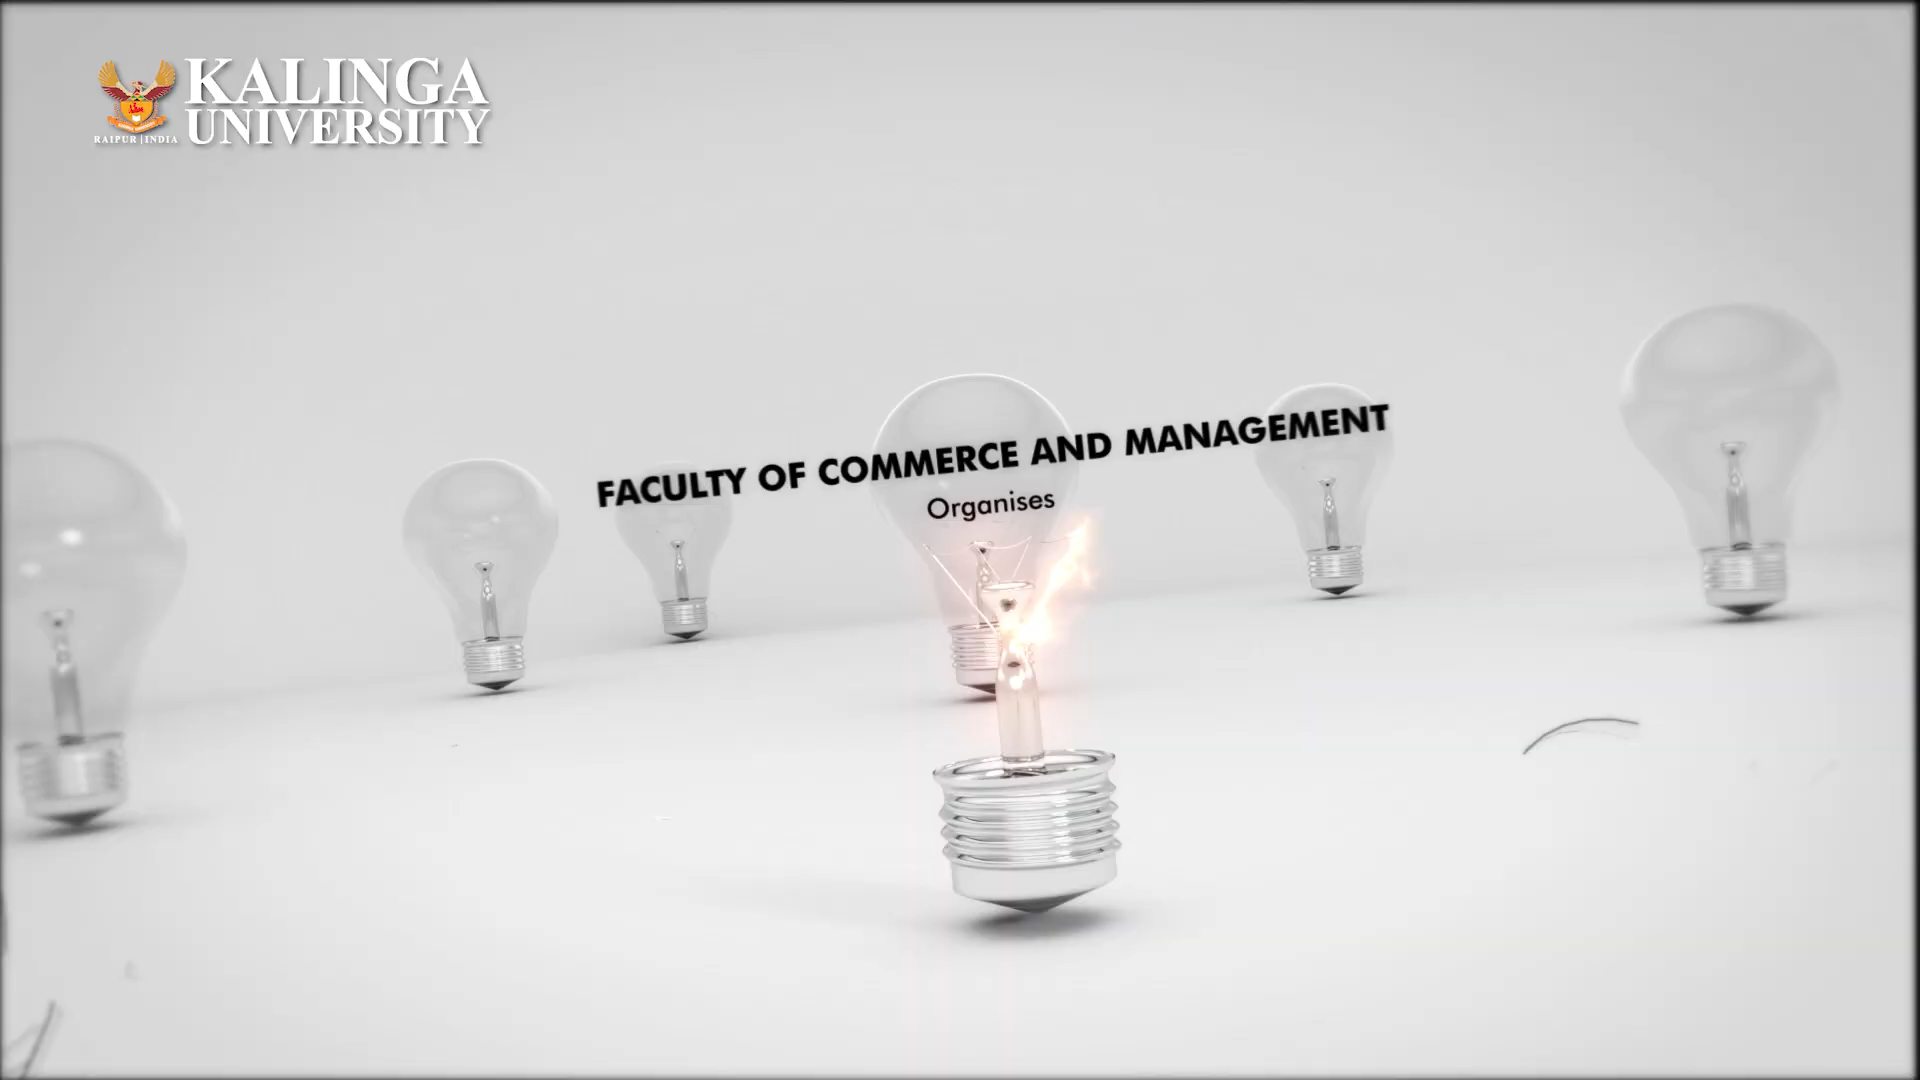 KALINGA
UNIVERSITY
RAIPUR | INDIA
FACULTY OF COMMERCE AND MANAGEMENT
Organises